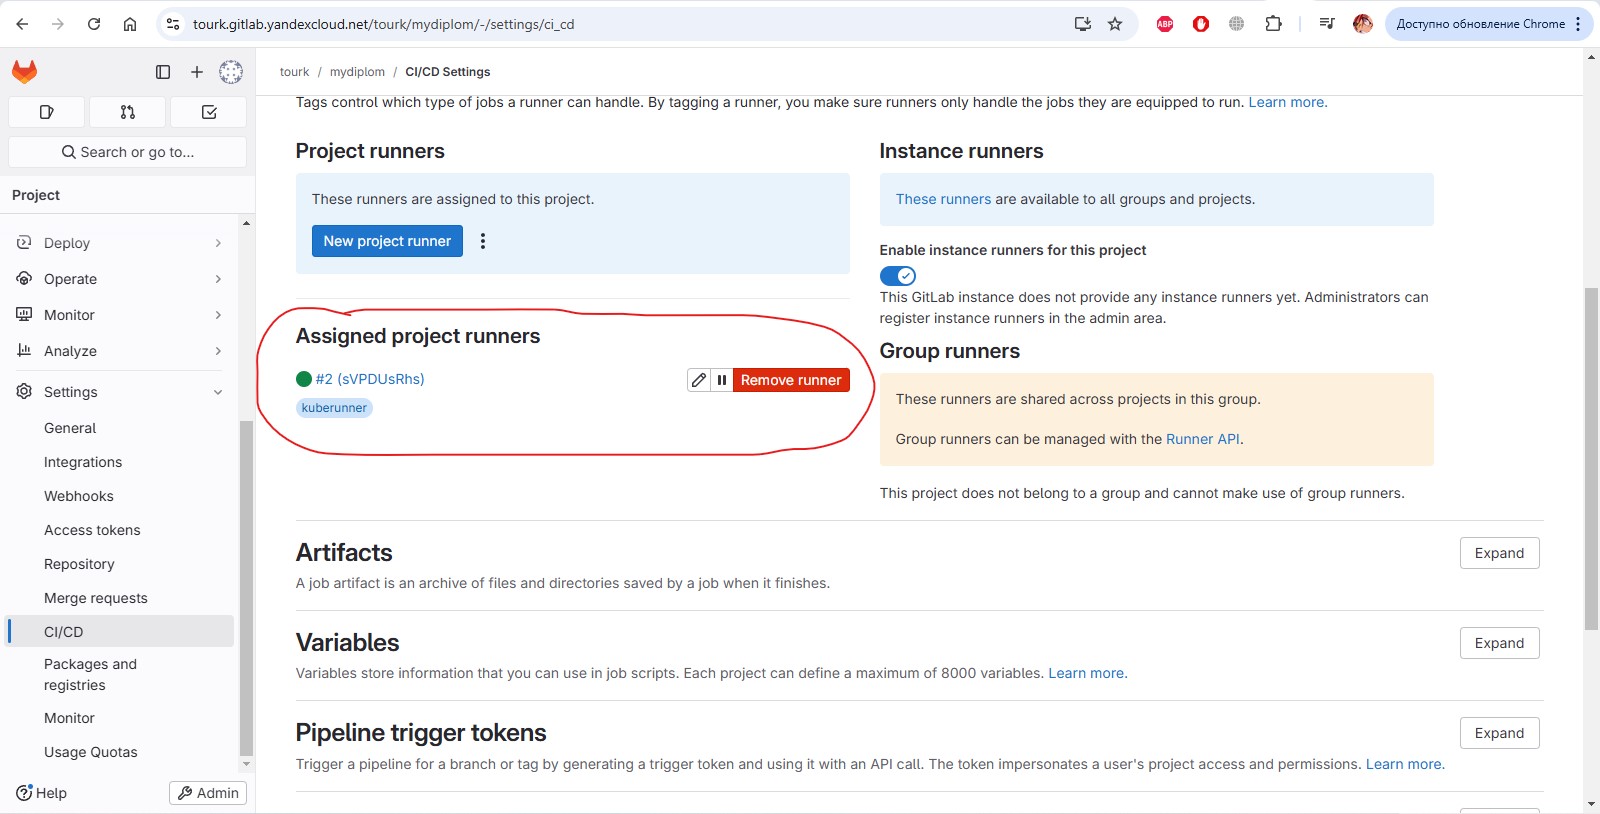 tourk.gitlab.yandexcloud.net/tourk/mydiplom/-/settings/ci_cd
ABP
Доступно обновление Chrome
tourk / mydiplom / CI/CD Settings
Search or go to...
Project
Deploy
Operate
Monitor
Analyze
Settings
General
Integrations
Webhooks
Access tokens
Repository
Merge requests
CI/CD
Packages and
registries
Monitor
Usage Quotas
Help
Admin
Tags control which type of jobs a runner can handle. By tagging a runner, you make sure runners only handle the jobs they are equipped to run. Learn more.
Project runners
These runners are assigned to this project.
New project runner
Assigned project runners
#2 (sVPDUsRhs)
Remove runner
kuberunner
Instance runners
These runners are available to all groups and projects.
Enable instance runners for this project
This GitLab instance does not provide any instance runners yet. Administrators can
register instance runners in the admin area.
Group runners
These runners are shared across projects in this group.
Group runners can be managed with the Runner API.
This project does not belong to a group and cannot make use of group runners.
Artifacts
Expand
A job artifact is an archive of files and directories saved by a job when it finishes.
Variables
Expand
Variables store information that you can use in job scripts. Each project can define a maximum of 8000 variables. Learn more.
Pipeline trigger tokens
Expand
Trigger a pipeline for a branch or tag by generating a trigger token and using it with an API call. The token impersonates a user's project access and permissions. Learn more.